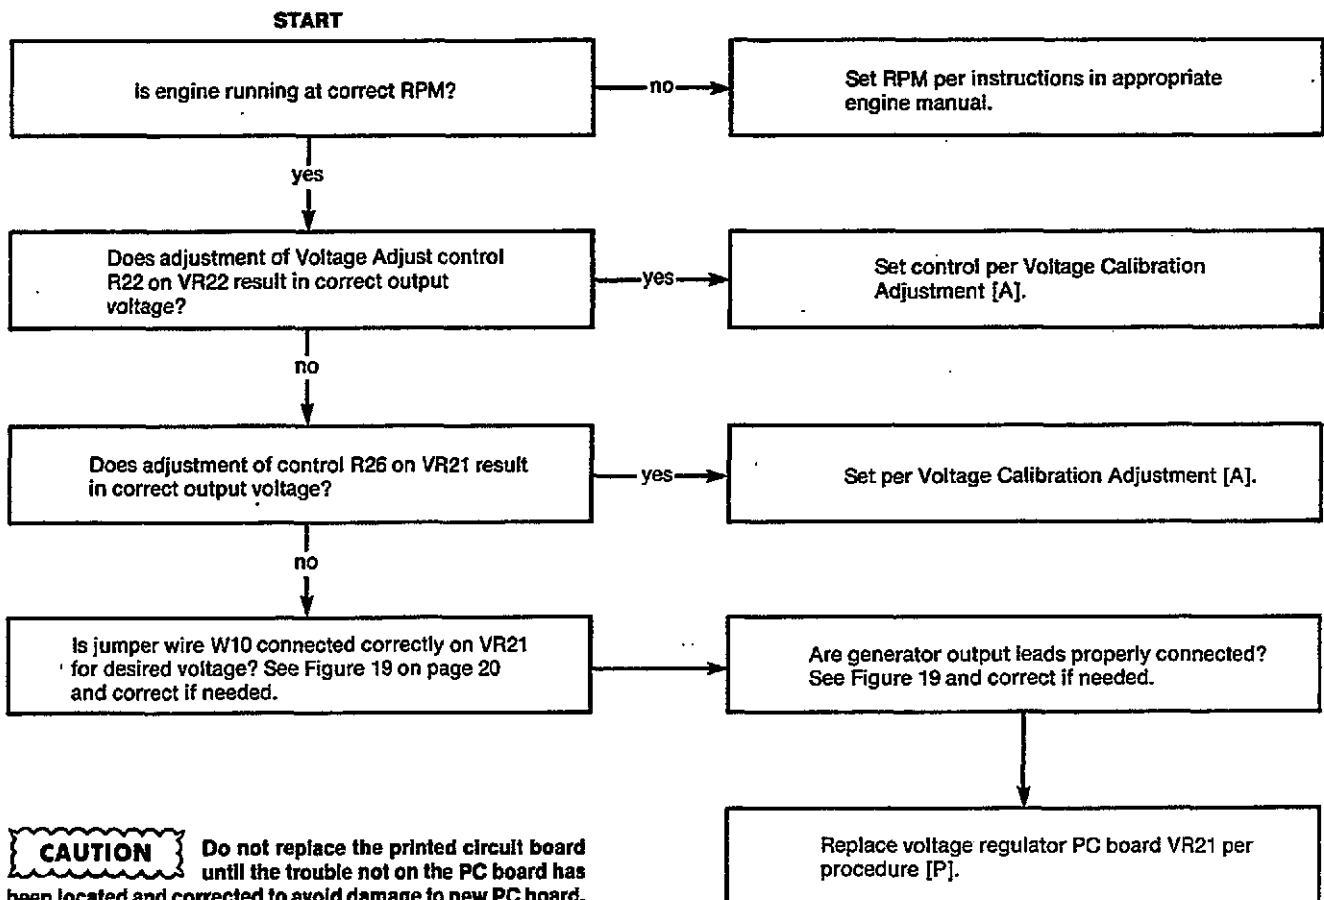 START
Is engine running at correct RPM?
no
Set RPM per instructions in appropriate
engine manual.
yes
Does adjustment of Voltage Adjust control
R22 on VR22 result in correct output
voltage?
yes
Set control per Voltage Calibration
Adjustment [A].
no
Does adjustment of control R26 on VR21 result
in correct output voltage?
yes
Set per Voltage Calibration Adjustment [A].
no
Is jumper wire W10 connected correctly on VR21
for desired voltage? See Figure 19 on page 20
and correct if needed.
Are generator output leads properly connected?
See Figure 19 and correct if needed.
Replace voltage regulator PC board VR21 per
procedure [P].
CAUTION Do not replace the printed circuit board
until the trouble not on the PC board has
been located and corrected to avoid damage to new PC board.